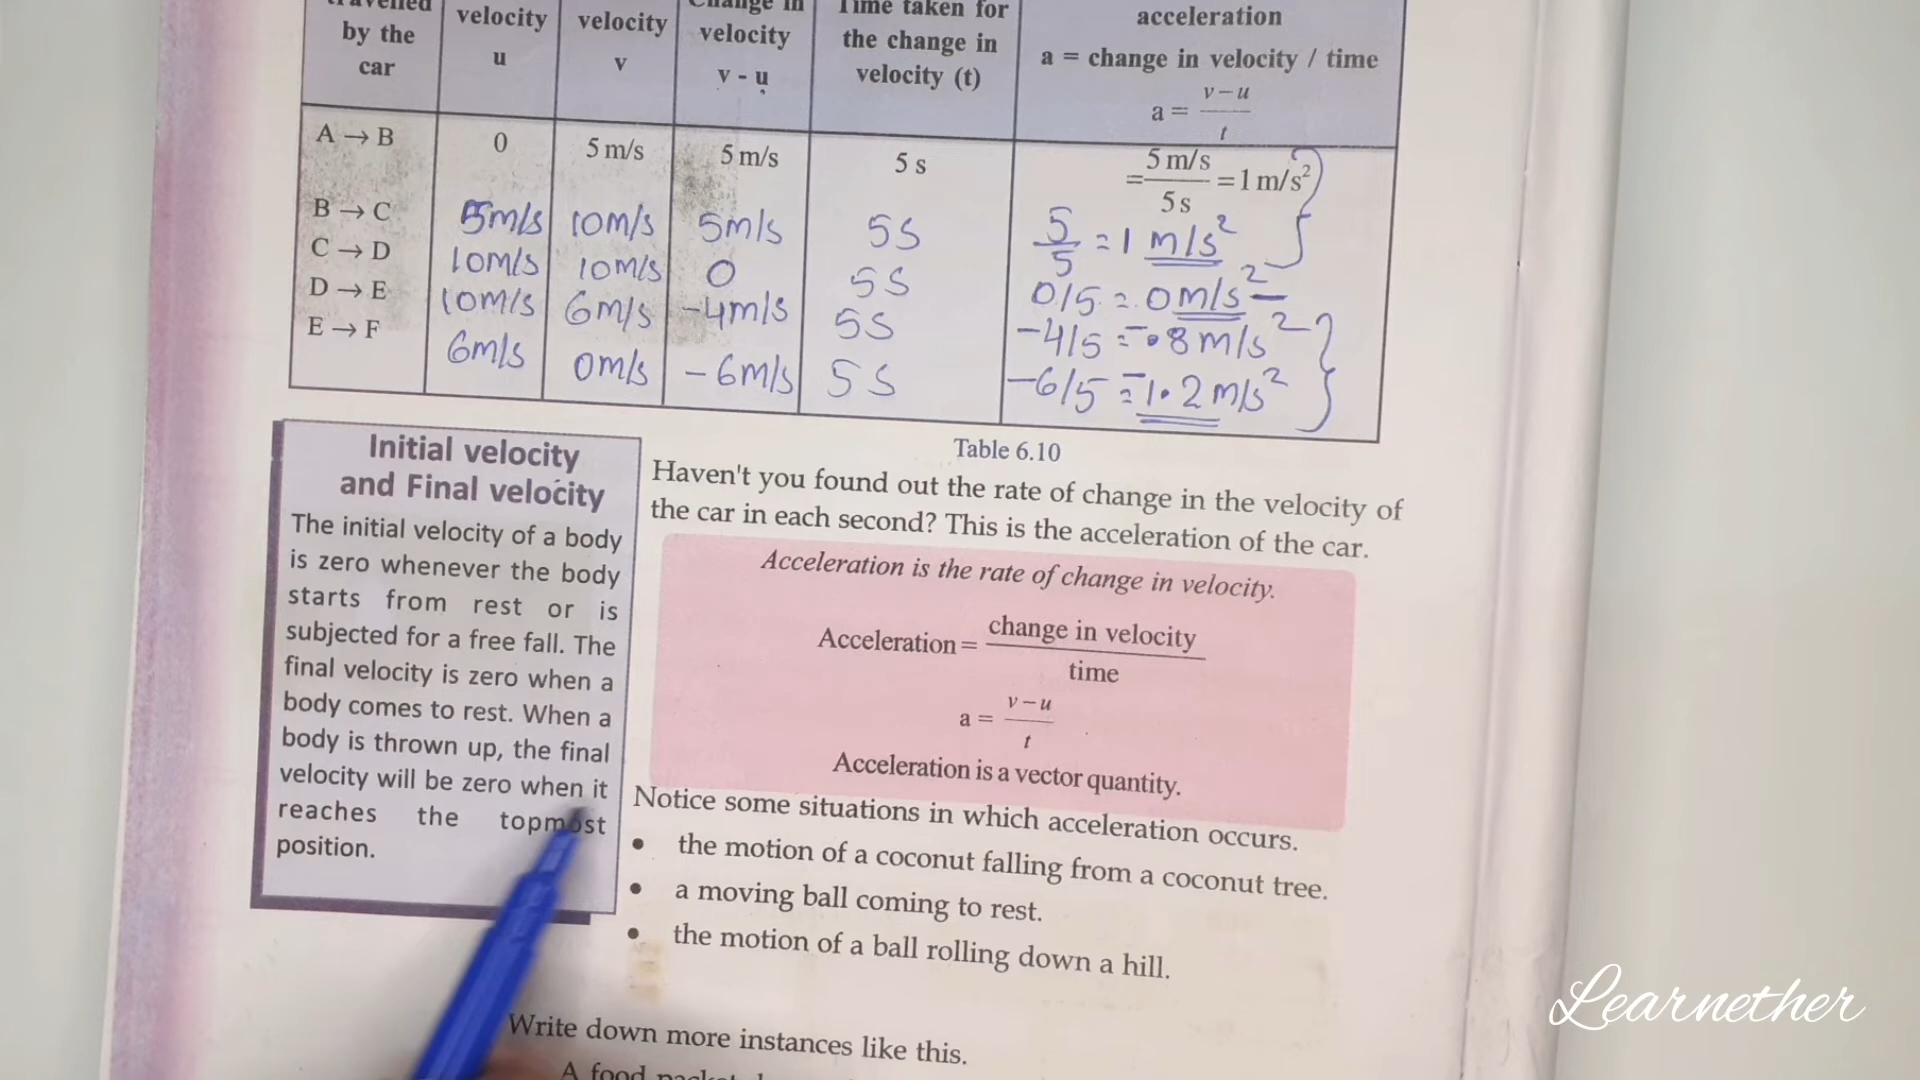 travelled
by the
car
velocity
u
velocity
v
Change in
velocity
v - u
Time taken for
the change in
velocity (t)
acceleration
a = change in velocity / time
a = v - u / t
A → B 0 5 m/s 5 m/s 5 s = 5 m/s / 5 s = 1 m/s²
B → C 5m/s 10m/s 5m/s 5s 5/5 = 1 m/s²
C → D 10m/s 10m/s 0 5s 0/5 = 0 m/s²
D → E 10m/s 6m/s -4m/s 5s -4/5 = -.8 m/s²
E → F 6m/s 0m/s -6m/s 5s -6/5 = -1.2 m/s²
Table 6.10
Initial velocity
and Final velocity
The initial velocity of a body
is zero whenever the body
starts from rest or is
subjected for a free fall. The
final velocity is zero when a
body comes to rest. When a
body is thrown up, the final
velocity will be zero when it
reaches the topmost
position.
Haven't you found out the rate of change in the velocity of
the car in each second? This is the acceleration of the car.
Acceleration is the rate of change in velocity.
Acceleration = change in velocity / time
a = v - u / t
Acceleration is a vector quantity.
Notice some situations in which acceleration occurs.
• the motion of a coconut falling from a coconut tree.
• a moving ball coming to rest.
• the motion of a ball rolling down a hill.
Write down more instances like this.
A food
Learnether